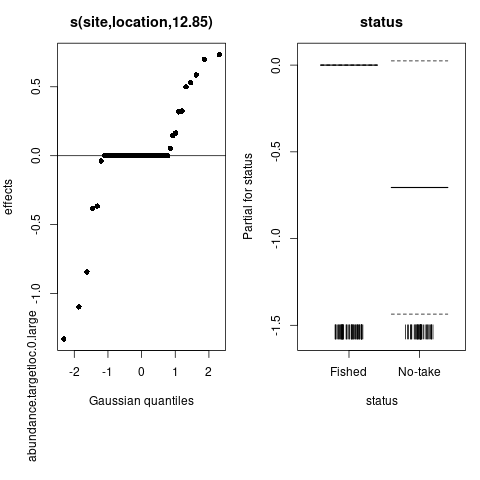 s(site,location,12.85)
effects
0.5
0.0
-0.5
-1.0
-2
-1
0
1
2
Gaussian quantiles
abundance.targetloc.0.large
status
Partial for status
0.0
-0.5
-1.0
-1.5
Fished
No-take
status